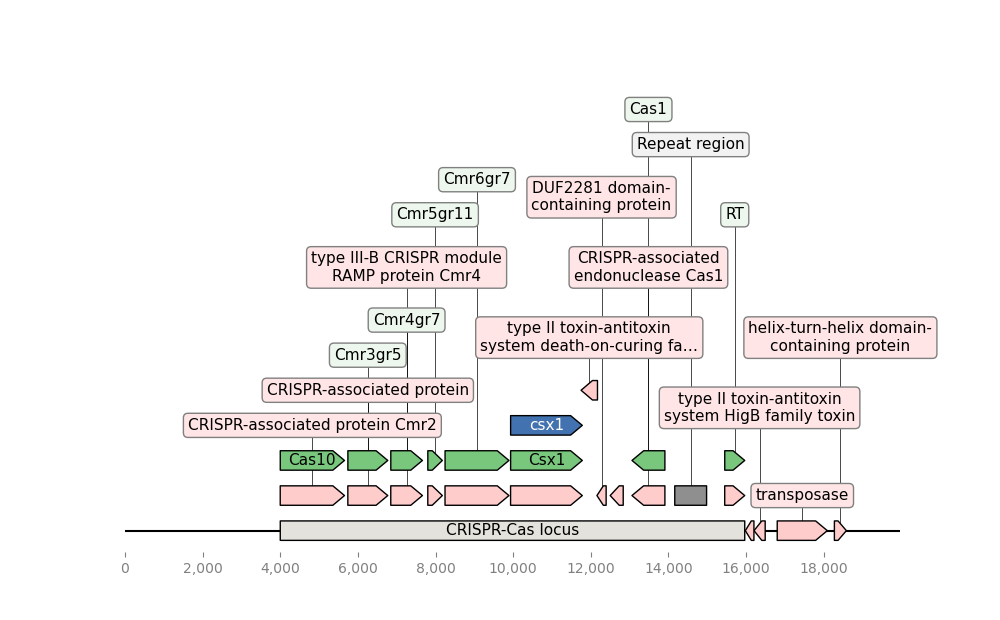 Cas1
Repeat region
Cmr6gr7
DUF2281 domain-
containing protein
Cmr5gr11
RT
type III-B CRISPR module
RAMP protein Cmr4
CRISPR-associated
endonuclease Cas1
Cmr4gr7
type II toxin-antitoxin
system death-on-curing fa...
helix-turn-helix domain-
containing protein
Cmr3gr5
CRISPR-associated protein
type II toxin-antitoxin
system HigB family toxin
CRISPR-associated protein Cmr2
csx1
Cas10
Csx1
transposase
CRISPR-Cas locus
0
2,000
4,000
6,000
8,000
10,000
12,000
14,000
16,000
18,000